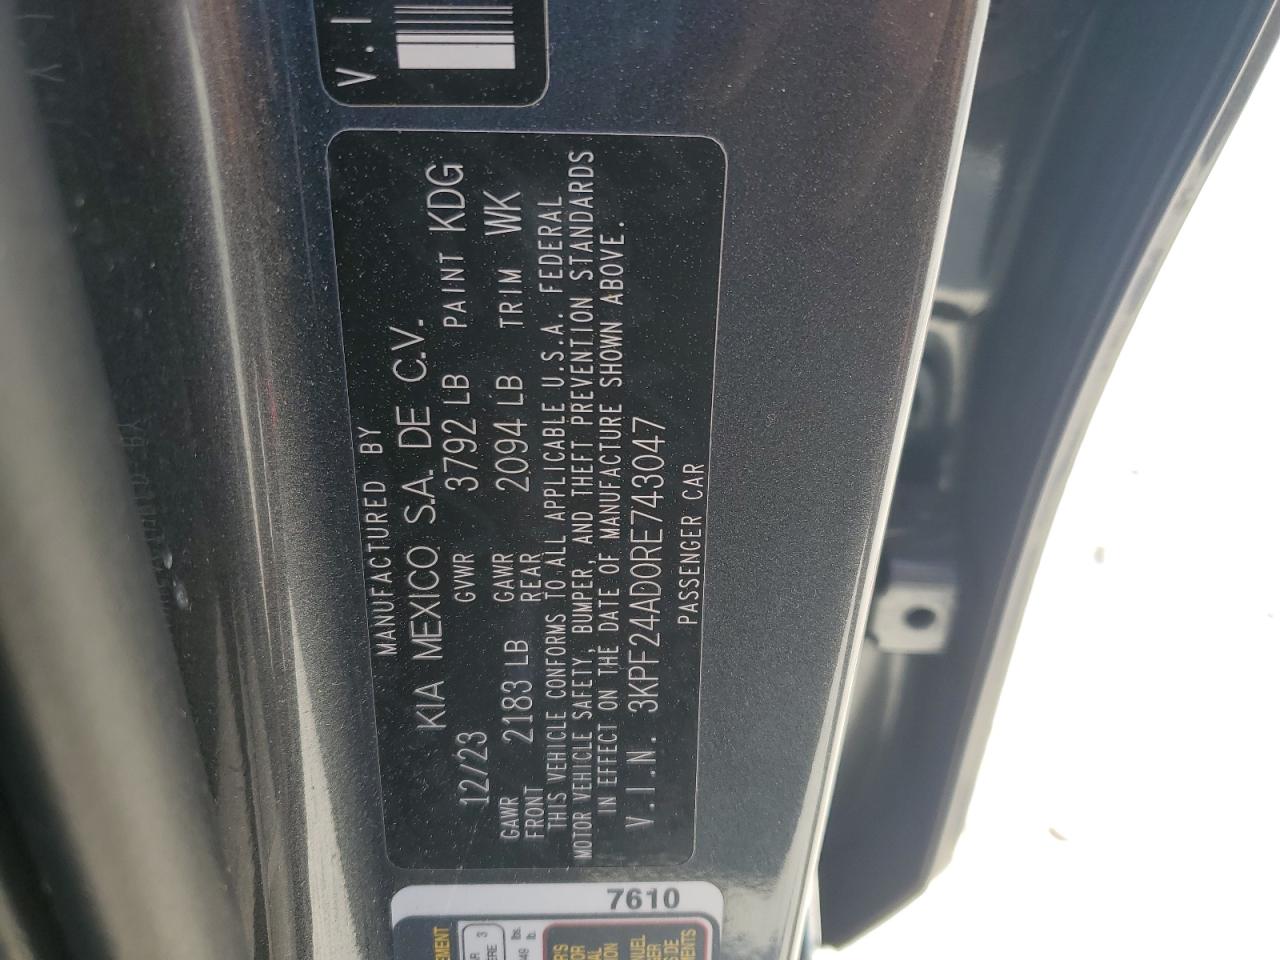 V.I
MANUFACTURED BY
KIA MEXICO S.A. DE C.V.
12/23 GVWR 3792 LB PAINT KDG
GAWR FRONT 2183 LB GAWR REAR 2094 LB TRIM WK
THIS VEHICLE CONFORMS TO ALL APPLICABLE U.S.A. FEDERAL
MOTOR VEHICLE SAFETY, BUMPER, AND THEFT PREVENTION STANDARDS
IN EFFECT ON THE DATE OF MANUFACTURE SHOWN ABOVE.
V.I.N. 3KPF24AD0RE743047
PASSENGER CAR
7610